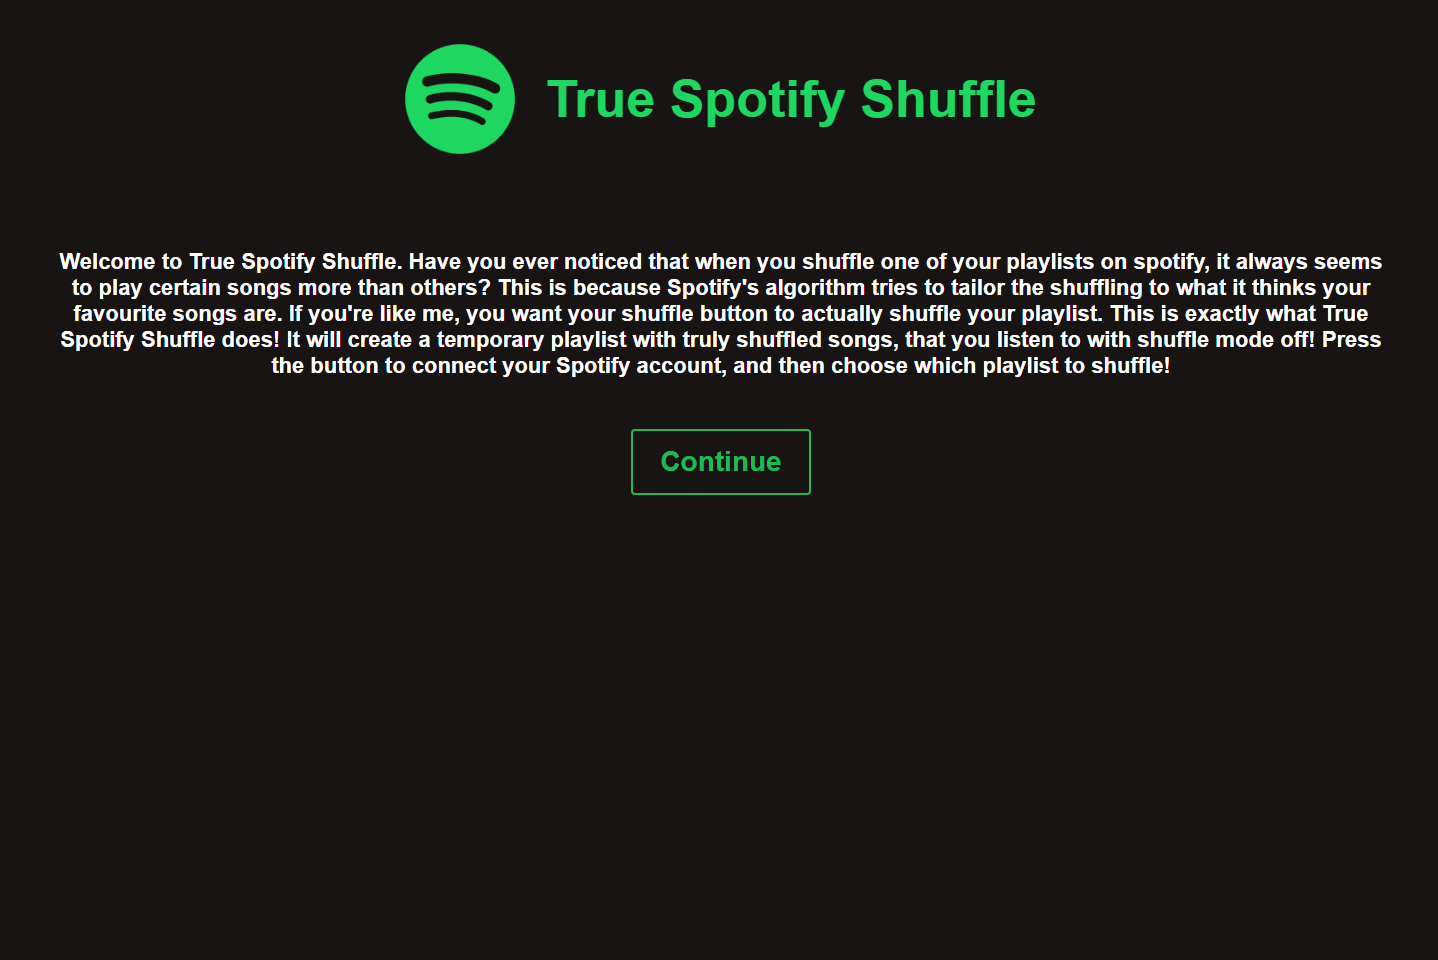 True Spotify Shuffle
Welcome to True Spotify Shuffle. Have you ever noticed that when you shuffle one of your playlists on spotify, it always seems
to play certain songs more than others? This is because Spotify's algorithm tries to tailor the shuffling to what it thinks your
favourite songs are. If you're like me, you want your shuffle button to actually shuffle your playlist. This is exactly what True
Spotify Shuffle does! It will create a temporary playlist with truly shuffled songs, that you listen to with shuffle mode off! Press
the button to connect your Spotify account, and then choose which playlist to shuffle!
Continue